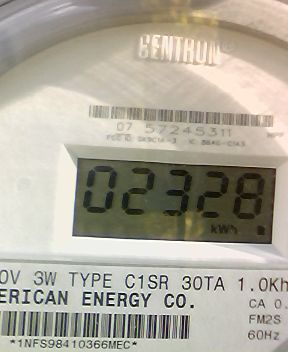 CENTRON®
07 57245311
02328
kWh
0V 3W TYPE C1SR 30TA 1.0Kh
ERICAN ENERGY CO.
CA 0.
FM2S
60Hz
*1NFS98410366MEC*